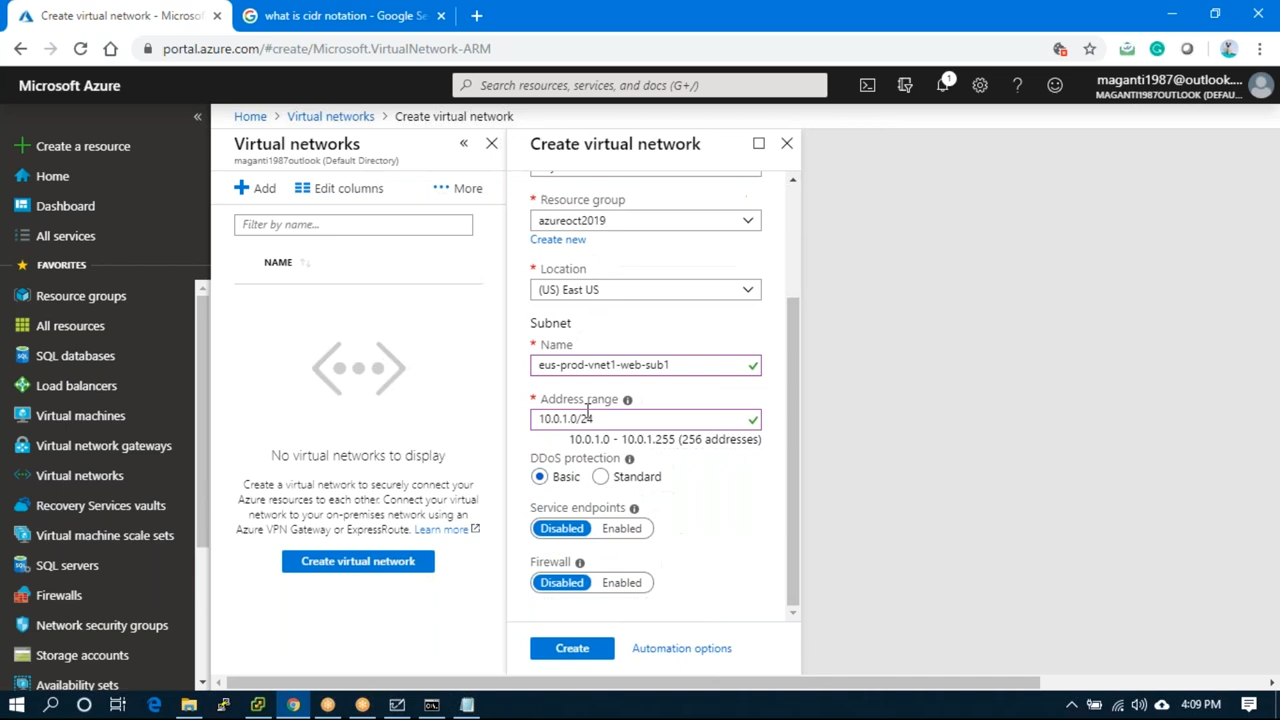 Create virtual network - Microso
what is cidr notation - Google Se
portal.azure.com/#create/Microsoft.VirtualNetwork-ARM
Microsoft Azure
Search resources, services, and docs (G+/)
1
maganti1987@outlook....
MAGANTI1987OUTLOOK (DEFAU...
Create a resource
Home
Dashboard
All services
FAVORITES
Resource groups
All resources
SQL databases
Load balancers
Virtual machines
Virtual network gateways
Virtual networks
Recovery Services vaults
Virtual machine scale sets
SQL servers
Firewalls
Network security groups
Storage accounts
Availability sets
Home > Virtual networks > Create virtual network
Virtual networks
maganti1987outlook (Default Directory)
Add
Edit columns
More
Filter by name...
NAME
No virtual networks to display
Create a virtual network to securely connect your
Azure resources to each other. Connect your virtual
network to your on-premises network using an
Azure VPN Gateway or ExpressRoute. Learn more
Create virtual network
Create virtual network
* Resource group
azureoct2019
Create new
* Location
(US) East US
Subnet
* Name
eus-prod-vnet1-web-sub1
* Address range
10.0.1.0/24
10.0.1.0 - 10.0.1.255 (256 addresses)
DDoS protection
Basic
Standard
Service endpoints
Disabled
Enabled
Firewall
Disabled
Enabled
Create
Automation options
4:09 PM